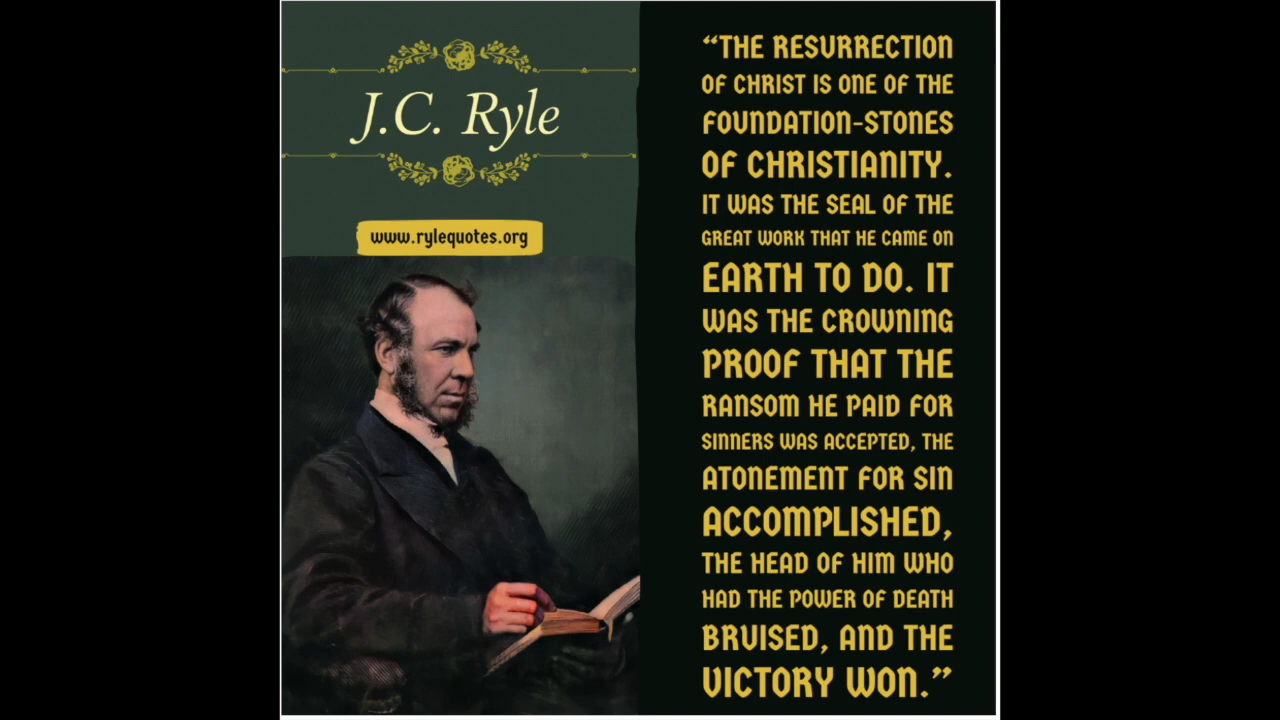 J.C. Ryle
www.rylequotes.org
“THE RESURRECTION
OF CHRIST IS ONE OF THE
FOUNDATION-STONES
OF CHRISTIANITY.
IT WAS THE SEAL OF THE
GREAT WORK THAT HE CAME ON
EARTH TO DO. IT
WAS THE CROWNING
PROOF THAT THE
RANSOM HE PAID FOR
SINNERS WAS ACCEPTED, THE
ATONEMENT FOR SIN
ACCOMPLISHED,
THE HEAD OF HIM WHO
HAD THE POWER OF DEATH
BRUISED, AND THE
VICTORY WON.”